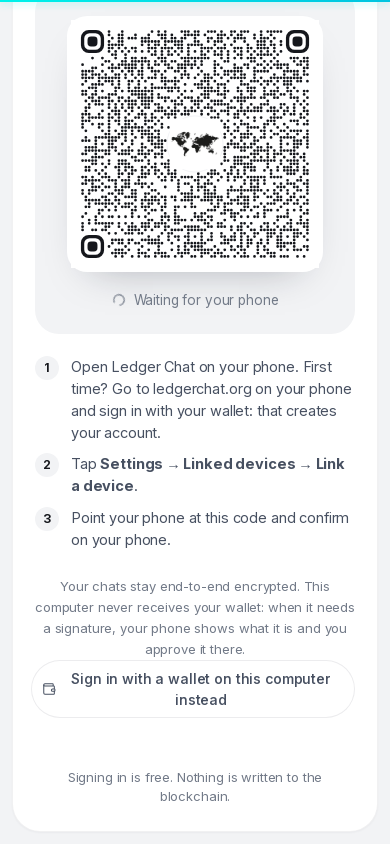 Waiting for your phone
1 Open Ledger Chat on your phone. First
time? Go to ledgerchat.org on your phone
and sign in with your wallet: that creates
your account.
2 Tap Settings → Linked devices → Link
a device.
3 Point your phone at this code and confirm
on your phone.
Your chats stay end-to-end encrypted. This
computer never receives your wallet: when it needs
a signature, your phone shows what it is and you
approve it there.
Sign in with a wallet on this computer
instead
Signing in is free. Nothing is written to the
blockchain.